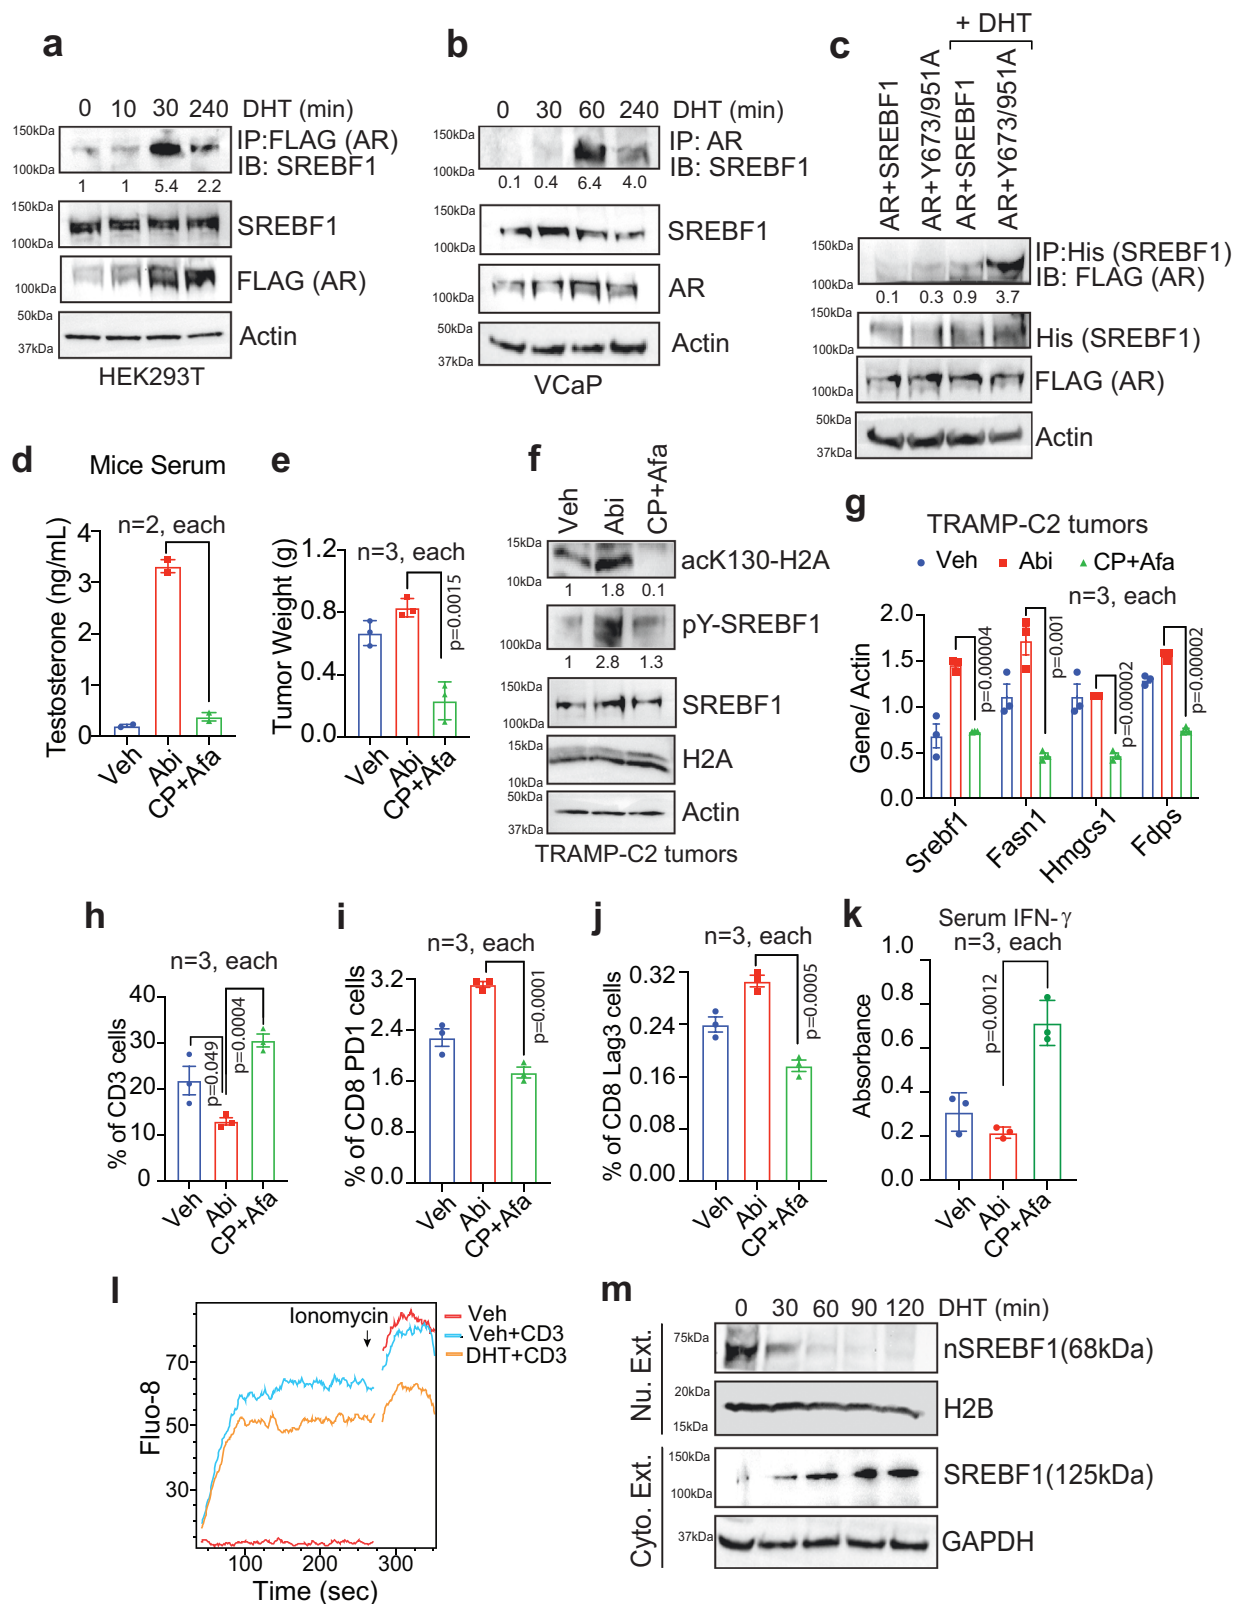 a
0 10 30 240 DHT (min)
150kDa
100kDa
IP:FLAG (AR)
IB: SREBF1
1 1 5.4 2.2
150kDa
100kDa
SREBF1
100kDa
FLAG (AR)
50kDa
37kDa
Actin
HEK293T
b
0 30 60 240 DHT (min)
150kDa
100kDa
IP: AR
IB: SREBF1
0.1 0.4 6.4 4.0
150kDa
100kDa
SREBF1
100kDa
AR
50kDa
37kDa
Actin
VCaP
c
+ DHT
AR+SREBF1
AR+Y673/951A
AR+SREBF1
AR+Y673/951A
150kDa
100kDa
IP:His (SREBF1)
IB: FLAG (AR)
0.1 0.3 0.9 3.7
150kDa
100kDa
His (SREBF1)
100kDa
FLAG (AR)
50kDa
37kDa
Actin
d
Mice Serum
n=2, each
Testosterone (ng/mL)
4
3
2
1
0
Veh
Abi
CP+Afa
e
n=3, each
Tumor Weight (g)
1.2
0.8
0.4
0.0
p=0.0015
Veh
Abi
CP+Afa
f
Veh
Abi
CP+Afa
15kDa
10kDa
acK130-H2A
1 1.8 0.1
100kDa
pY-SREBF1
1 2.8 1.3
150kDa
100kDa
SREBF1
15kDa
10kDa
H2A
50kDa
37kDa
Actin
TRAMP-C2 tumors
g
TRAMP-C2 tumors
Veh Abi CP+Afa
n=3, each
Gene/ Actin
2.0
1.5
1.0
0.5
0.0
p=0.00004
p=0.001
p=0.00002
p=0.00002
Srebf1
Fasn1
Hmgcs1
Fdps
h
n=3, each
% of CD3 cells
40
30
20
10
0
p=0.049
p=0.0004
Veh
Abi
CP+Afa
i
n=3, each
% of CD8 PD1 cells
3.2
2.4
1.6
0.8
0.0
p=0.0001
Veh
Abi
CP+Afa
j
n=3, each
% of CD8 Lag3 cells
0.32
0.24
0.16
0.08
0.00
p=0.0005
Veh
Abi
CP+Afa
k
Serum IFN-γ
n=3, each
Absorbance
1.0
0.8
0.6
0.4
0.2
0.0
p=0.0012
Veh
Abi
CP+Afa
l
Ionomycin
Veh
Veh+CD3
DHT+CD3
Fluo-8
70
50
30
100 200 300
Time (sec)
m
0 30 60 90 120 DHT (min)
Nu. Ext.
75kDa
nSREBF1(68kDa)
20kDa
15kDa
H2B
Cyto. Ext.
150kDa
100kDa
SREBF1(125kDa)
37kDa
GAPDH